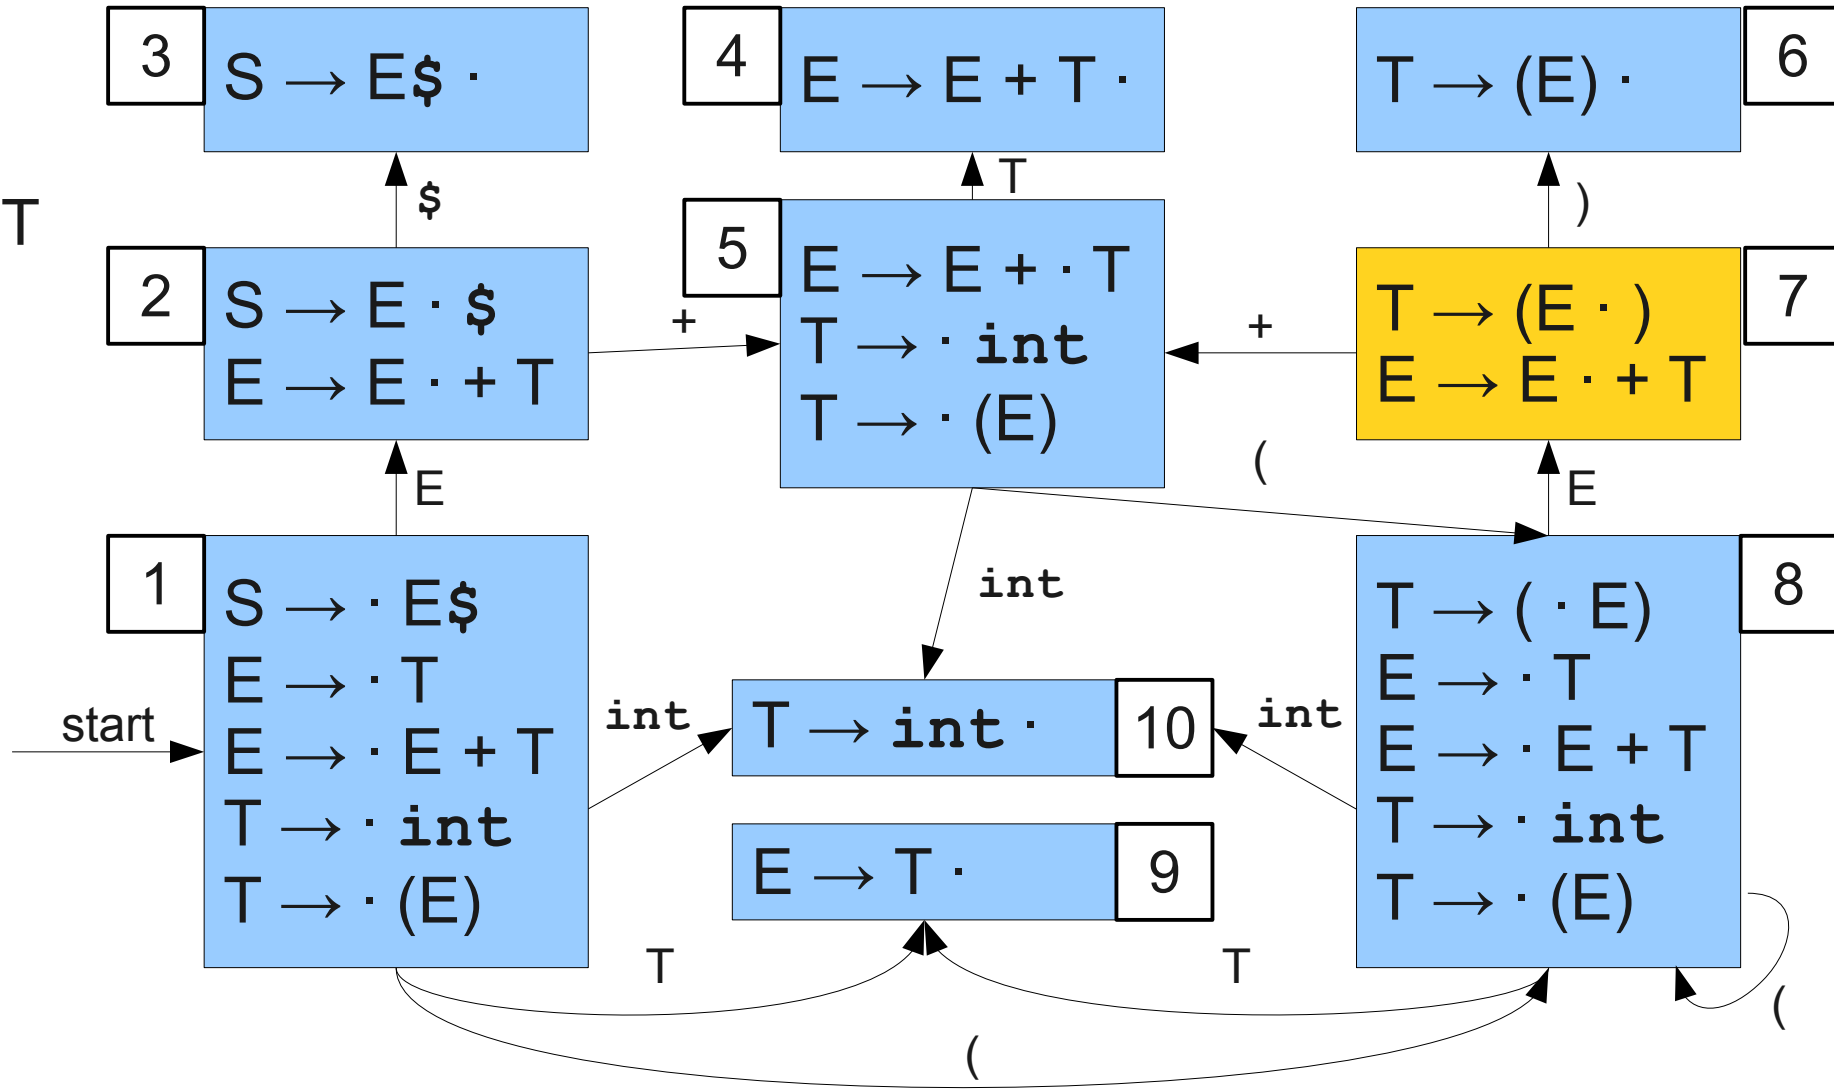 3
S → E$ ·
4
E → E + T ·
6
T → (E) ·
$
T
)
T
2
S → E · $
E → E · + T
+
5
E → E + · T
T → · int
T → · (E)
+
7
T → (E · )
E → E · + T
E
(
E
1
S → · E$
E → · T
E → · E + T
T → · int
T → · (E)
start
int
int
T → int ·
10
int
8
T → ( · E)
E → · T
E → · E + T
T → · int
T → · (E)
E → T ·
9
T
T
(
(